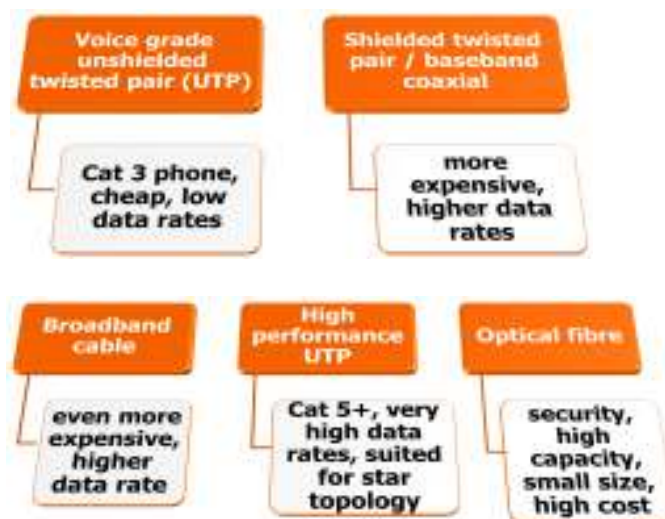 Voice grade
unshielded
twisted pair (UTP)
Cat 3 phone,
cheap, low
data rates
Shielded twisted
pair / baseband
coaxial
more
expensive,
higher data
rates
Broadband
cable
even more
expensive,
higher
data rate
High
performance
UTP
Cat 5+, very
high data
rates, suited
for star
topology
Optical fibre
security,
high
capacity,
small size,
high cost